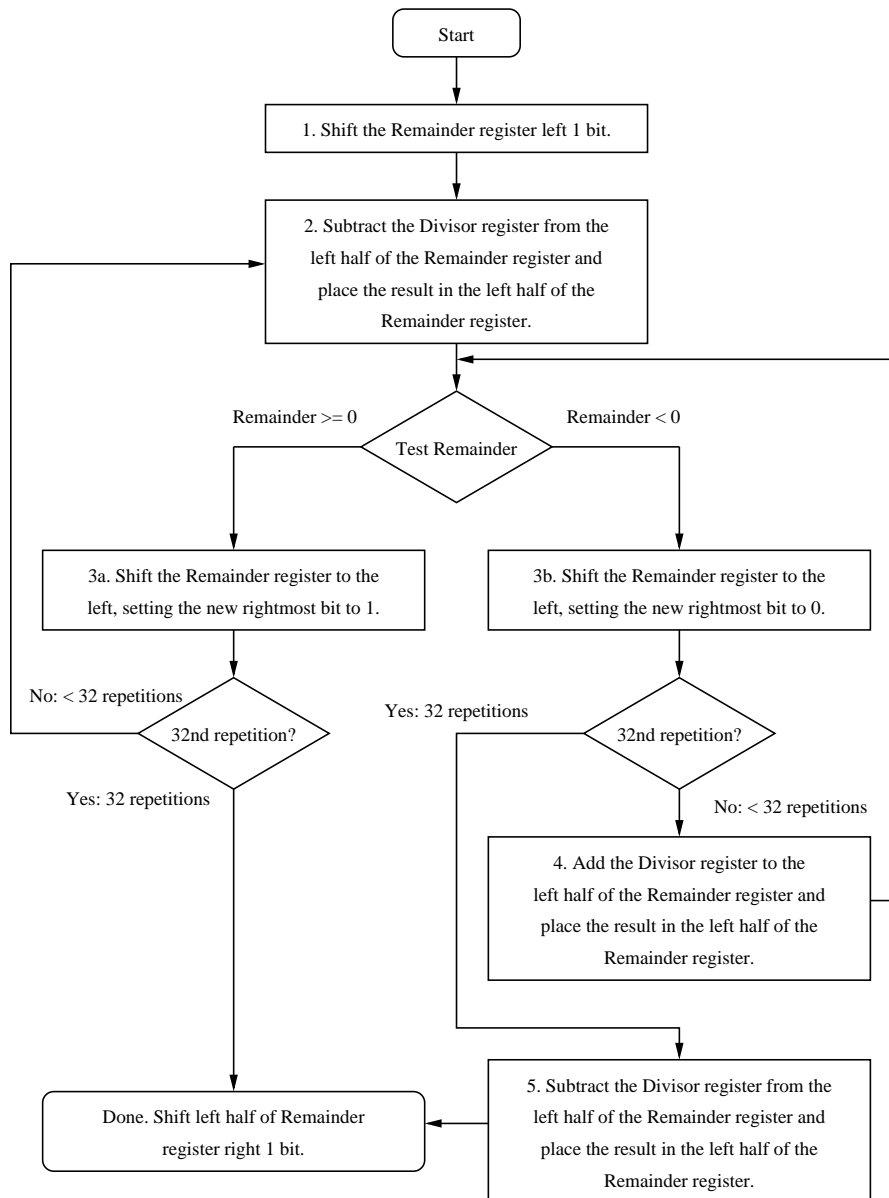 Start
1. Shift the Remainder register left 1 bit.
2. Subtract the Divisor register from the
left half of the Remainder register and
place the result in the left half of the
Remainder register.
Remainder >= 0
Remainder < 0
Test Remainder
3a. Shift the Remainder register to the
left, setting the new rightmost bit to 1.
3b. Shift the Remainder register to the
left, setting the new rightmost bit to 0.
No: < 32 repetitions
32nd repetition?
Yes: 32 repetitions
Yes: 32 repetitions
32nd repetition?
No: < 32 repetitions
4. Add the Divisor register to the
left half of the Remainder register and
place the result in the left half of the
Remainder register.
Done. Shift left half of Remainder
register right 1 bit.
5. Subtract the Divisor register from the
left half of the Remainder register and
place the result in the left half of the
Remainder register.